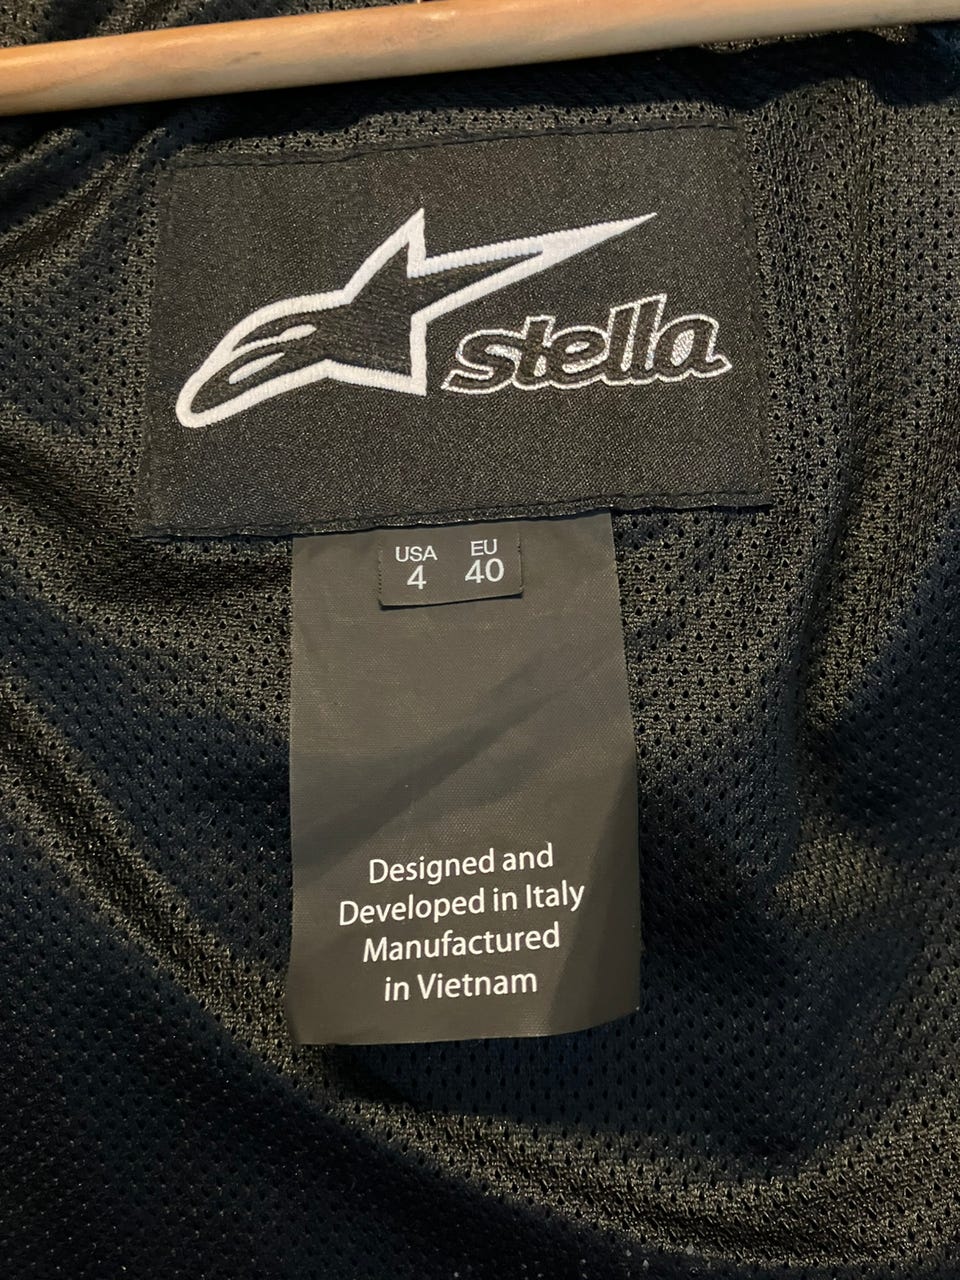 stella
USA EU
4 40
Designed and
Developed in Italy
Manufactured
in Vietnam